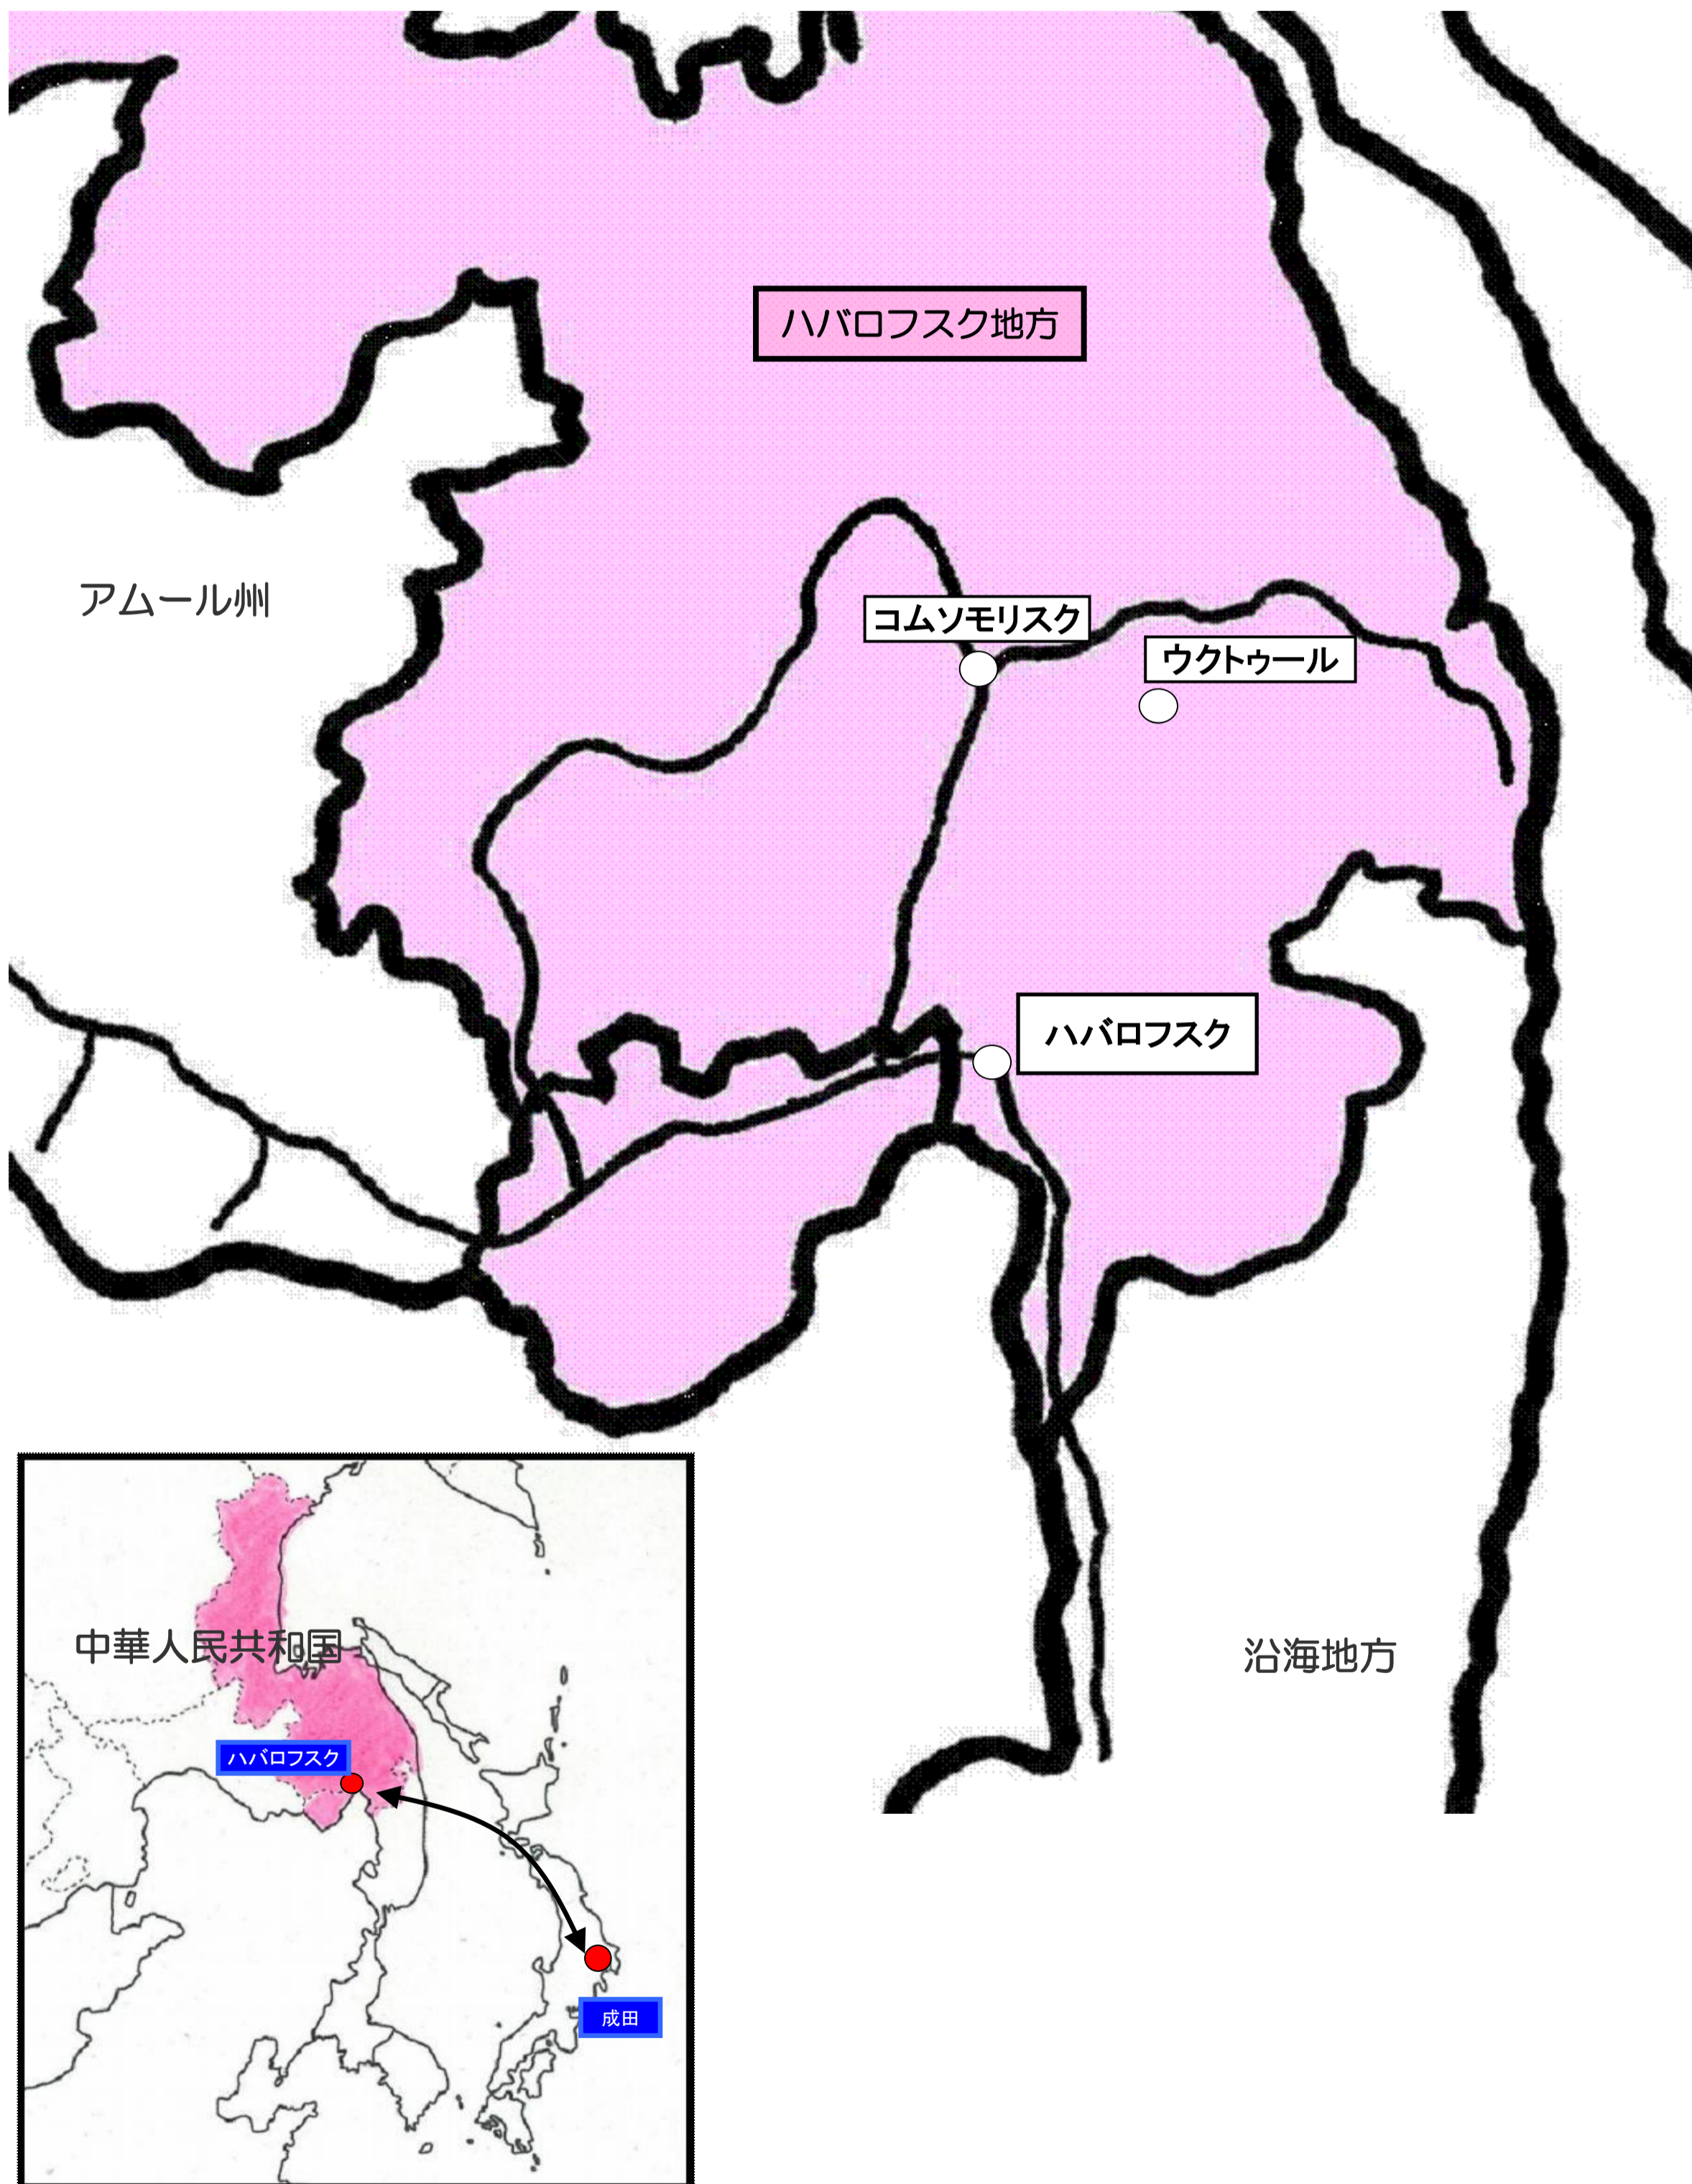 ハバロフスク地方
アムール州
コムソモリスク
ウクトゥール
ハバロフスク
中華人民共和国
沿海地方
ハバロフスク
成田